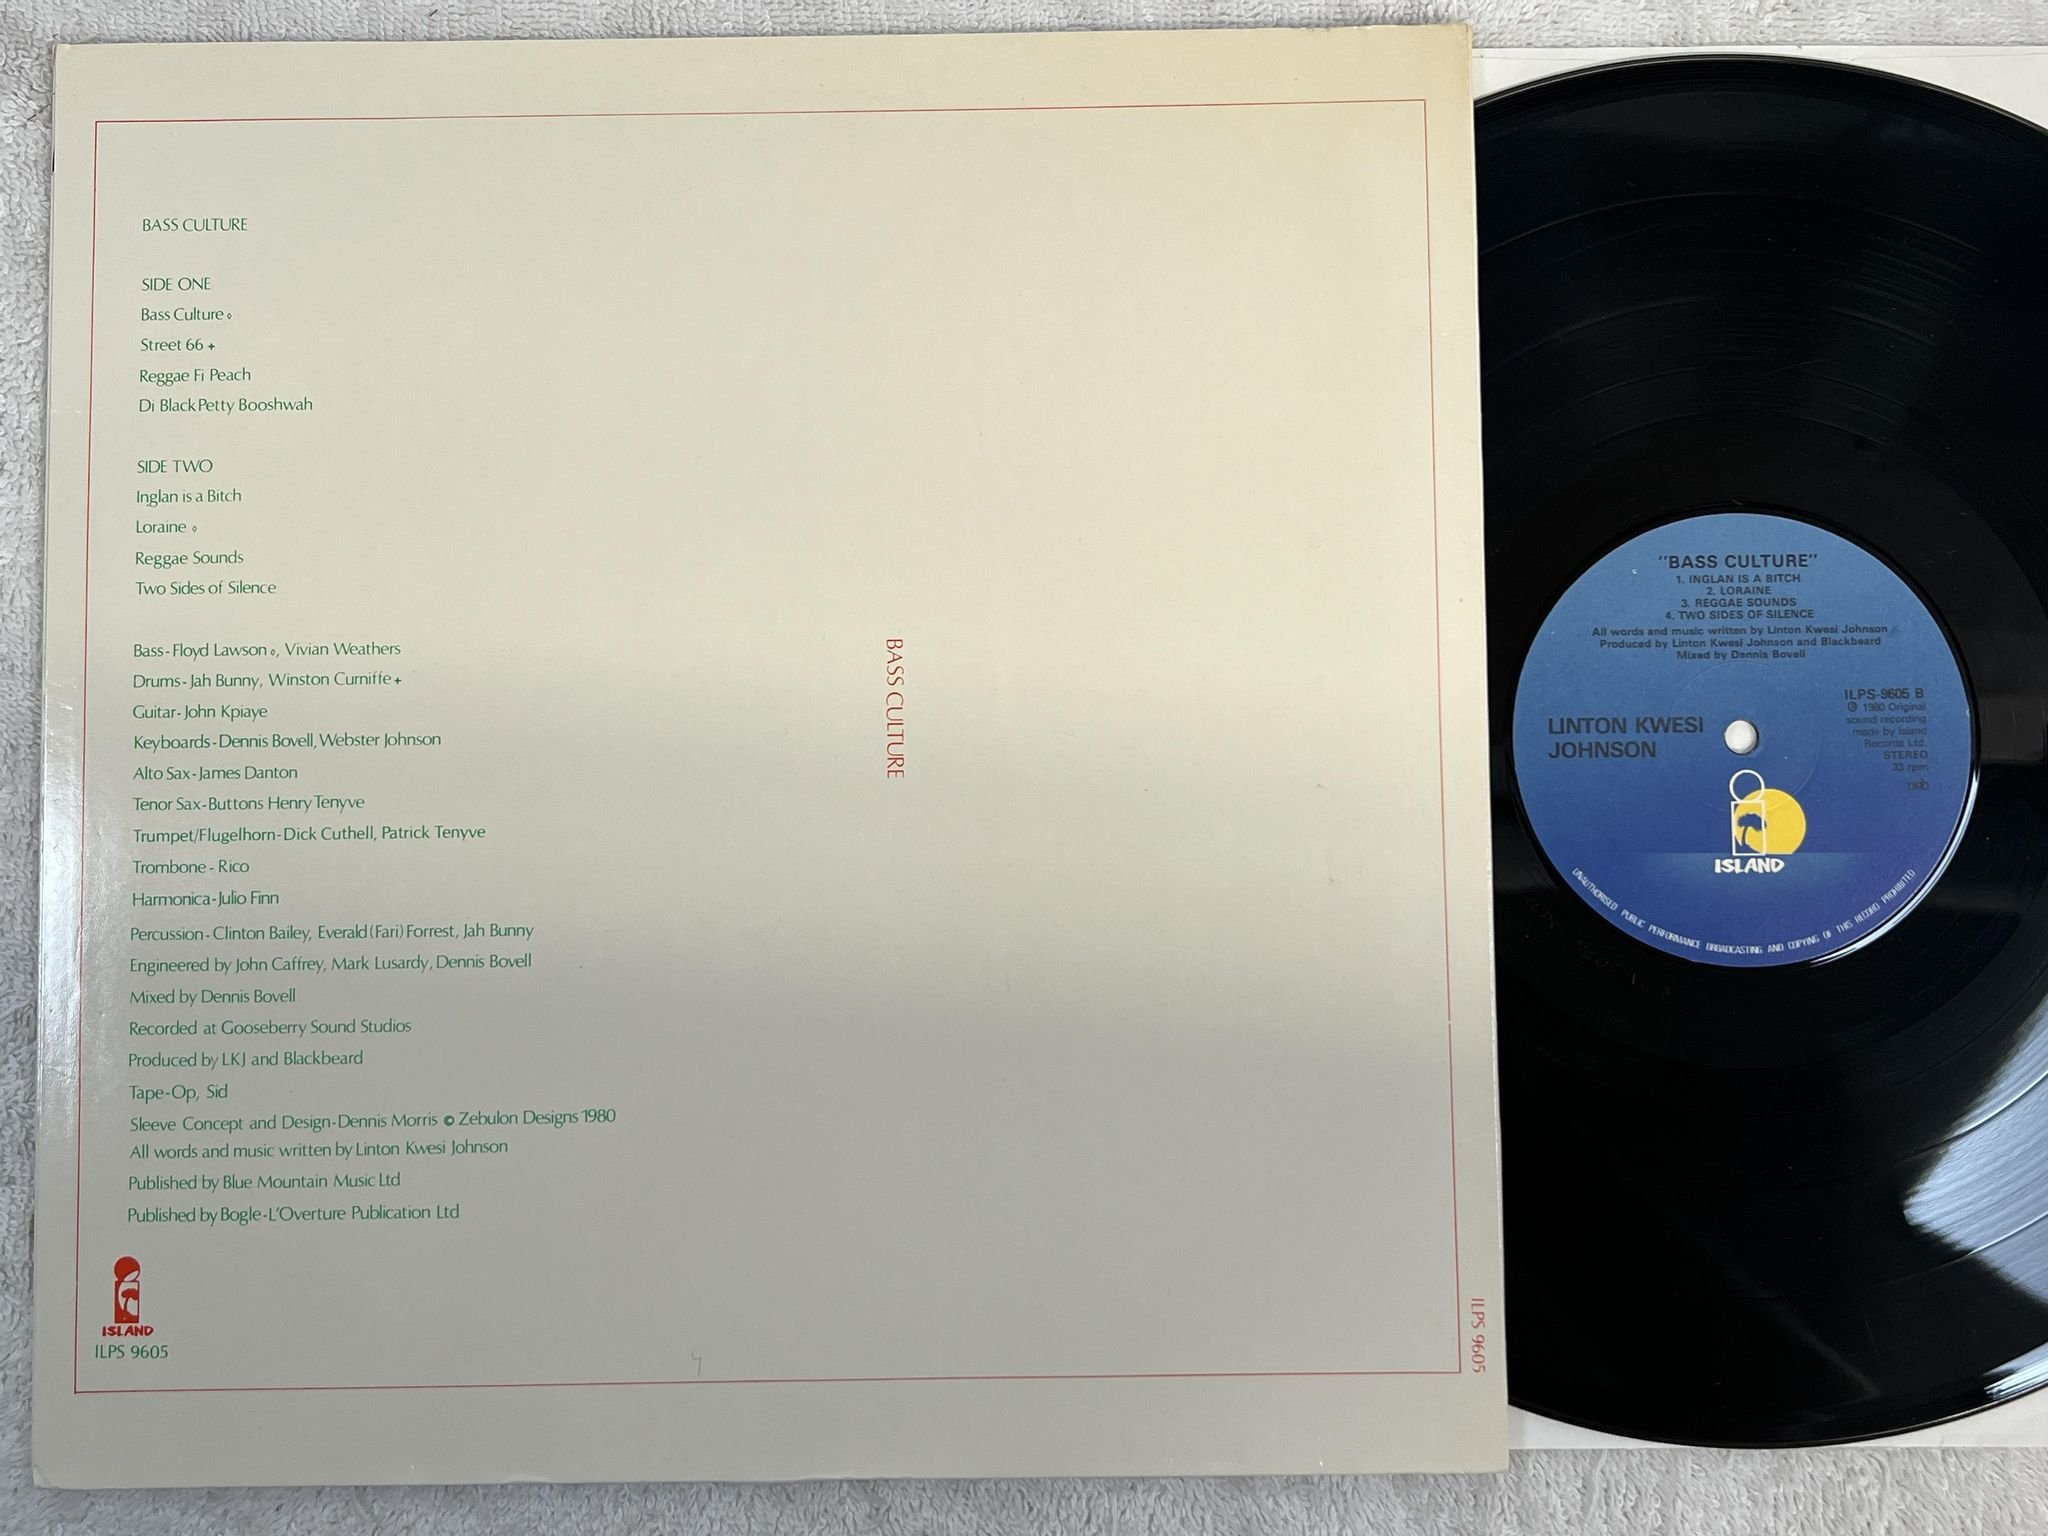 BASS CULTURE
SIDE ONE
Bass Culture ◊
Street 66 +
Reggae Fi Peach
Di Black Petty Booshwah
SIDE TWO
Inglan is a Bitch
Loraine ◊
Reggae Sounds
Two Sides of Silence
Bass-Floyd Lawson ◊, Vivian Weathers
Drums-Jah Bunny, Winston Curniffe +
Guitar-John Kpiaye
Keyboards-Dennis Bovell, Webster Johnson
Alto Sax-James Danton
Tenor Sax-Buttons Henry Tenyve
Trumpet/Flugelhorn-Dick Cuthell, Patrick Tenyve
Trombone - Rico
Harmonica-Julio Finn
Percussion-Clinton Bailey, Everald (Fari) Forrest, Jah Bunny
Engineered by John Caffrey, Mark Lusardy, Dennis Bovell
Mixed by Dennis Bovell
Recorded at Gooseberry Sound Studios
Produced by LKJ and Blackbeard
Tape-Op, Sid
Sleeve Concept and Design-Dennis Morris © Zebulon Designs 1980
All words and music written by Linton Kwesi Johnson
Published by Blue Mountain Music Ltd
Published by Bogle-L'Overture Publication Ltd
ISLAND
ILPS 9605
BASS CULTURE
ILPS 9605
"BASS CULTURE"
1. INGLAN IS A BITCH
2. LORAINE
3. REGGAE SOUNDS
4. TWO SIDES OF SILENCE
All words and music written by Linton Kwesi Johnson
Produced by Linton Kwesi Johnson and Blackbeard
Mixed by Dennis Bovell
ILPS-9605 B
℗ 1980 Original
sound recording
made by Island
Records Ltd.
STEREO
33 rpm
LINTON KWESI
JOHNSON
ISLAND
UNAUTHORISED PUBLIC PERFORMANCE BROADCASTING AND COPYING OF THIS RECORD PROHIBITED